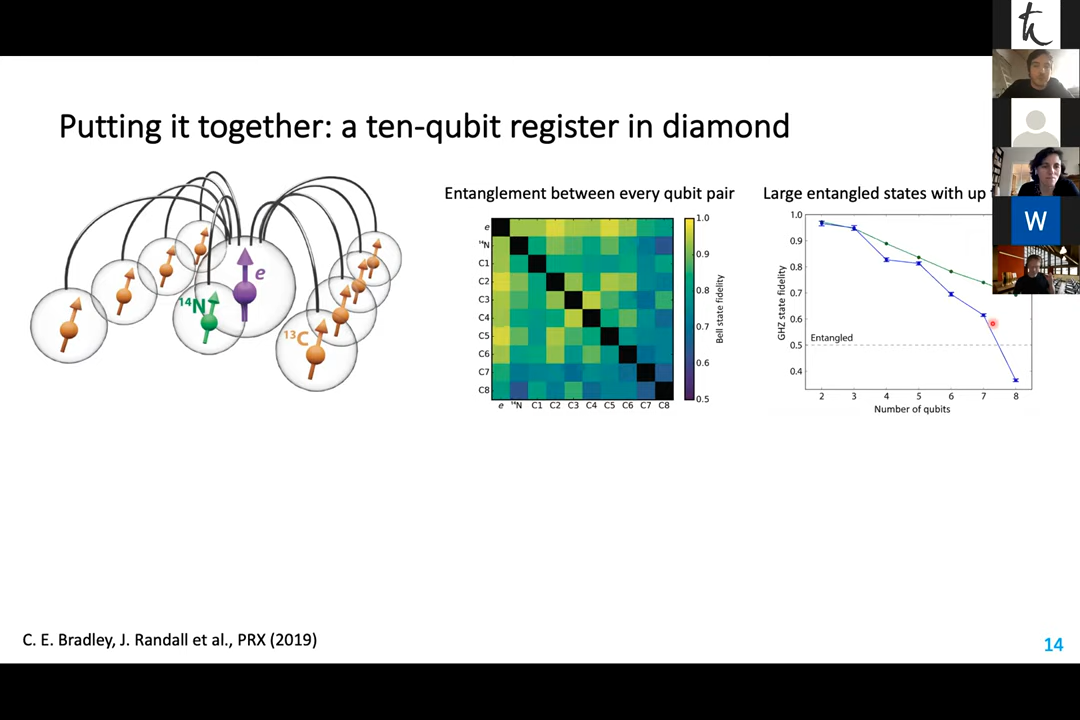 Putting it together: a ten-qubit register in diamond
e
14N
13C
Entanglement between every qubit pair
e
14N
C1
C2
C3
C4
C5
C6
C7
C8
e 14N C1 C2 C3 C4 C5 C6 C7 C8
1.0
0.9
0.8
0.7
0.6
0.5
Bell state fidelity
Large entangled states with up
1.0
0.9
0.8
0.7
0.6
0.5
0.4
GHZ state fidelity
Entangled
2 3 4 5 6 7 8
Number of qubits
W
C. E. Bradley, J. Randall et al., PRX (2019)
14